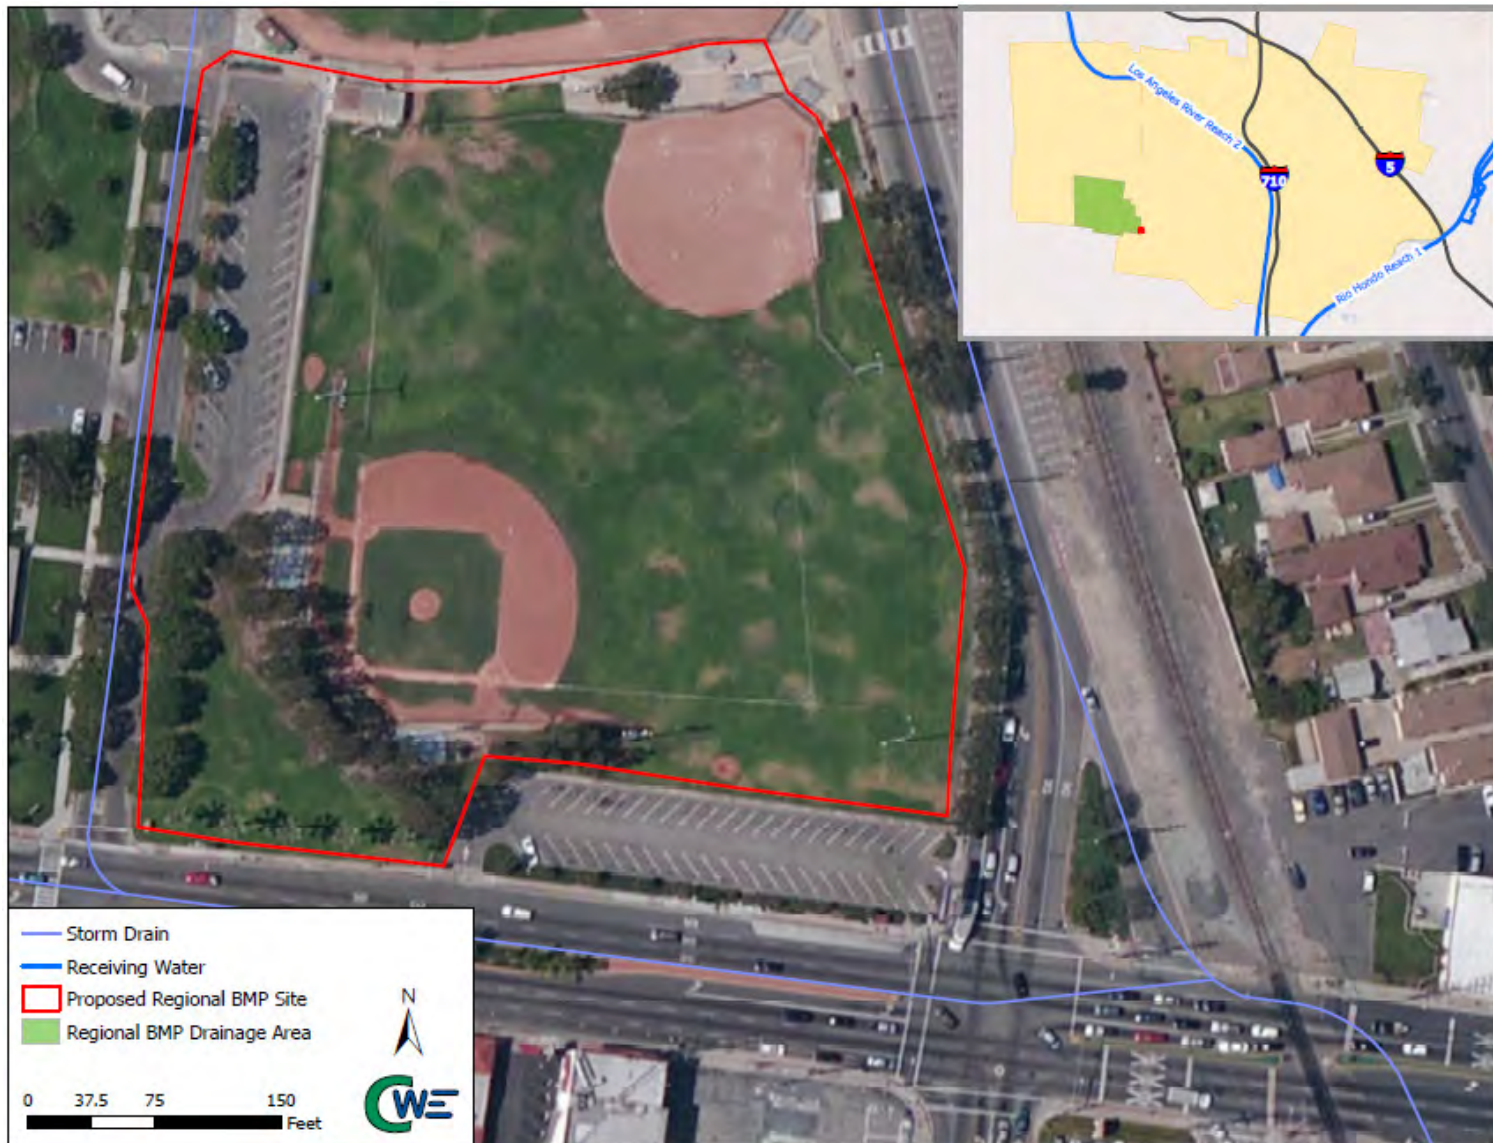 Los Angeles River Reach 2
710
5
Rio Hondo Reach 1
Storm Drain
Receiving Water
Proposed Regional BMP Site
Regional BMP Drainage Area
N
0 37.5 75 150
Feet
CWE